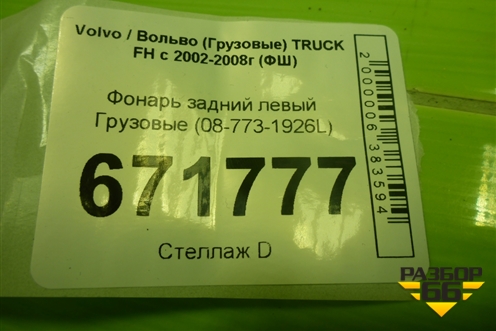 Volvo / Вольво (Грузовые) TRUCK
FH с 2002-2008г (ФШ)
Фонарь задний левый
Грузовые (08-773-1926L)
671777
Стеллаж D
2000006383594
РАЗБОР
66